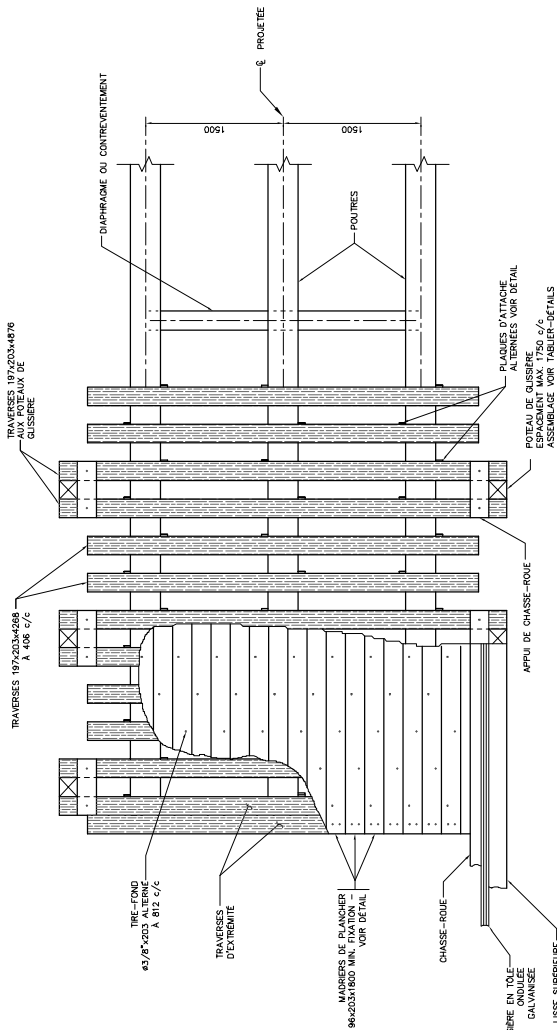 TRAVERSES 197x203x4876
AUX POTEAUX DE
GLISSIÈRE
TRAVERSES 197x203x4268
À 406 c/c
DIAPHRAGME OU CONTREVENTEMENT
℄ PROJETÉE
1500
1500
POUTRES
PLAQUES D'ATTACHE
ALTERNÉES VOIR DÉTAIL
POTEAU DE GLISSIÈRE
ESPACEMENT MAX. 1750 c/c
ASSEMBLAGE VOIR TABLIER-DÉTAILS
APPUI DE CHASSE-ROUE
TIRE-FOND
ø3/8"x203 ALTERNÉ
À 812 c/c
TRAVERSES
D'EXTRÉMITÉ
MADRIERS DE PLANCHER
96x203x1800 MIN. FIXATION -
VOIR DÉTAIL
CHASSE-ROUE
SIÈRE EN TÔLE
ONDULÉE
GALVANISÉE
LISSE SUPÉRIEURE